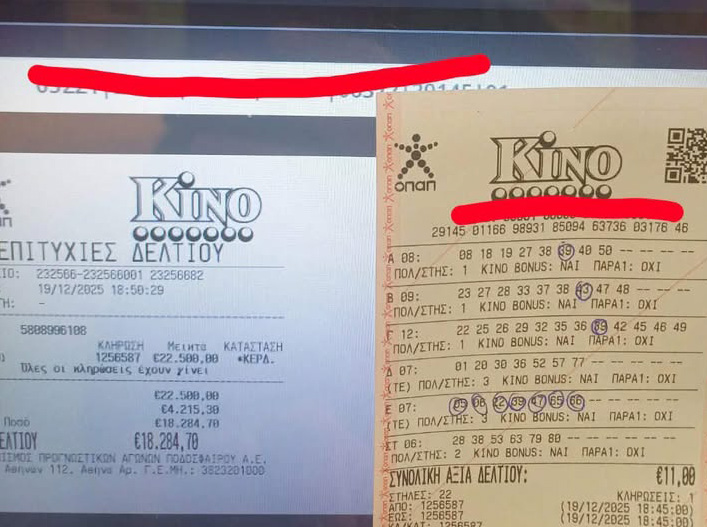 KINO
ΕΠΙΤΥΧΙΕΣ ΔΕΛΤΙΟΥ
232566-232566001 23256682
19/12/2025 18:50:29
-
5808996108
ΚΛΗΡΩΣΗ Μεικτά ΚΑΤΑΣΤΑΣΗ
1256587 €22.500,00 *ΚΕΡΔ.
Όλες οι κληρώσεις έχουν γίνει
€22.500,00
€4.215,30
Ποσό €18.284,70
€18.284,70
ΠΡΟΓΝΩΣΤΙΚΩΝ ΑΓΩΝΩΝ ΠΟΔΟΣΦΑΙΡΟΥ Α.Ε.
Αθηνών 112, Αθήνα Αρ. Γ.Ε.ΜΗ.: 3823201000
οπαπ
KINO
29145 01166 98931 85094 63736 03176 46
Α 08: 08 18 19 27 38 39 40 50 -- -- -- --
ΠΟΛ/ΣΤΗΣ: 1 KINO BONUS: ΝΑΙ ΠΑΡΑ1: ΟΧΙ
Β 09: 23 27 28 33 37 38 43 47 48 -- -- --
ΠΟΛ/ΣΤΗΣ: 1 KINO BONUS: ΝΑΙ ΠΑΡΑ1: ΟΧΙ
Γ 12: 22 25 26 29 32 35 36 39 42 45 46 49
ΠΟΛ/ΣΤΗΣ: 1 KINO BONUS: ΝΑΙ ΠΑΡΑ1: ΟΧΙ
Δ 07: 01 20 30 36 52 57 77 -- -- -- -- --
(ΤΕ) ΠΟΛ/ΣΤΗΣ: 3 KINO BONUS: ΝΑΙ ΠΑΡΑ1: ΟΧΙ
Ε 07: 05 06 22 39 47 65 66 -- -- -- -- --
(ΤΕ) ΠΟΛ/ΣΤΗΣ: 3 KINO BONUS: ΝΑΙ ΠΑΡΑ1: ΟΧΙ
ΣΤ 06: 28 38 53 63 79 80 -- -- -- -- -- --
ΠΟΛ/ΣΤΗΣ: 2 KINO BONUS: ΝΑΙ ΠΑΡΑ1: ΟΧΙ
ΣΥΝΟΛΙΚΗ ΑΞΙΑ ΔΕΛΤΙΟΥ: €11,00
ΣΤΗΛΕΣ: 22 ΚΛΗΡΩΣΕΙΣ: 1
ΑΠΟ: 1256587 (19/12/2025 18:45:00)
ΕΩΣ: 1256587 (19/12/2025 18:45:00)